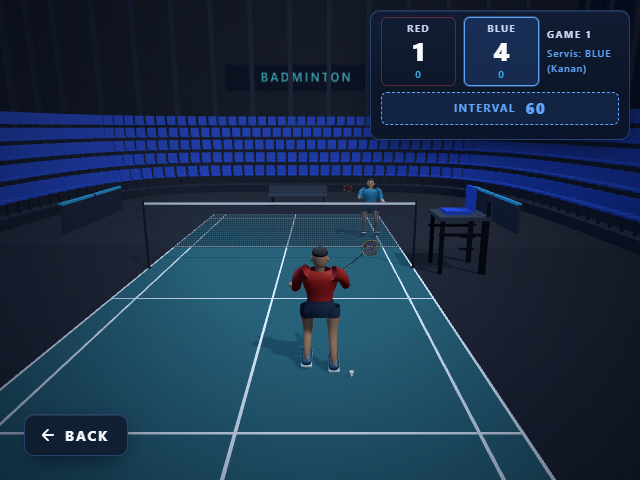 BADMINTON
RED
1
0
BLUE
4
0
GAME 1
Servis: BLUE
(Kanan)
INTERVAL 60
← BACK